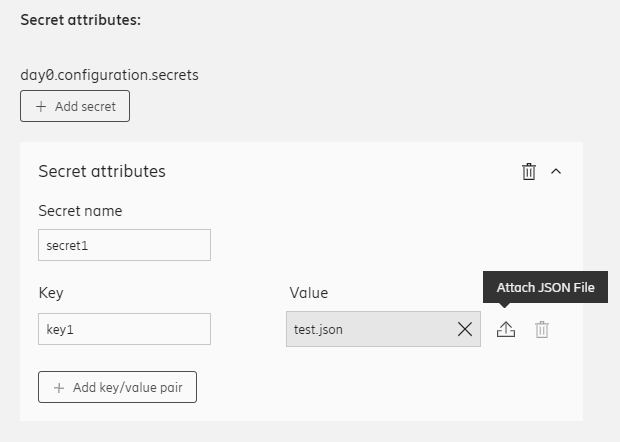 Secret attributes:
day0.configuration.secrets
+ Add secret
Secret attributes
Secret name
secret1
Attach JSON File
Key Value
key1 test.json
+ Add key/value pair